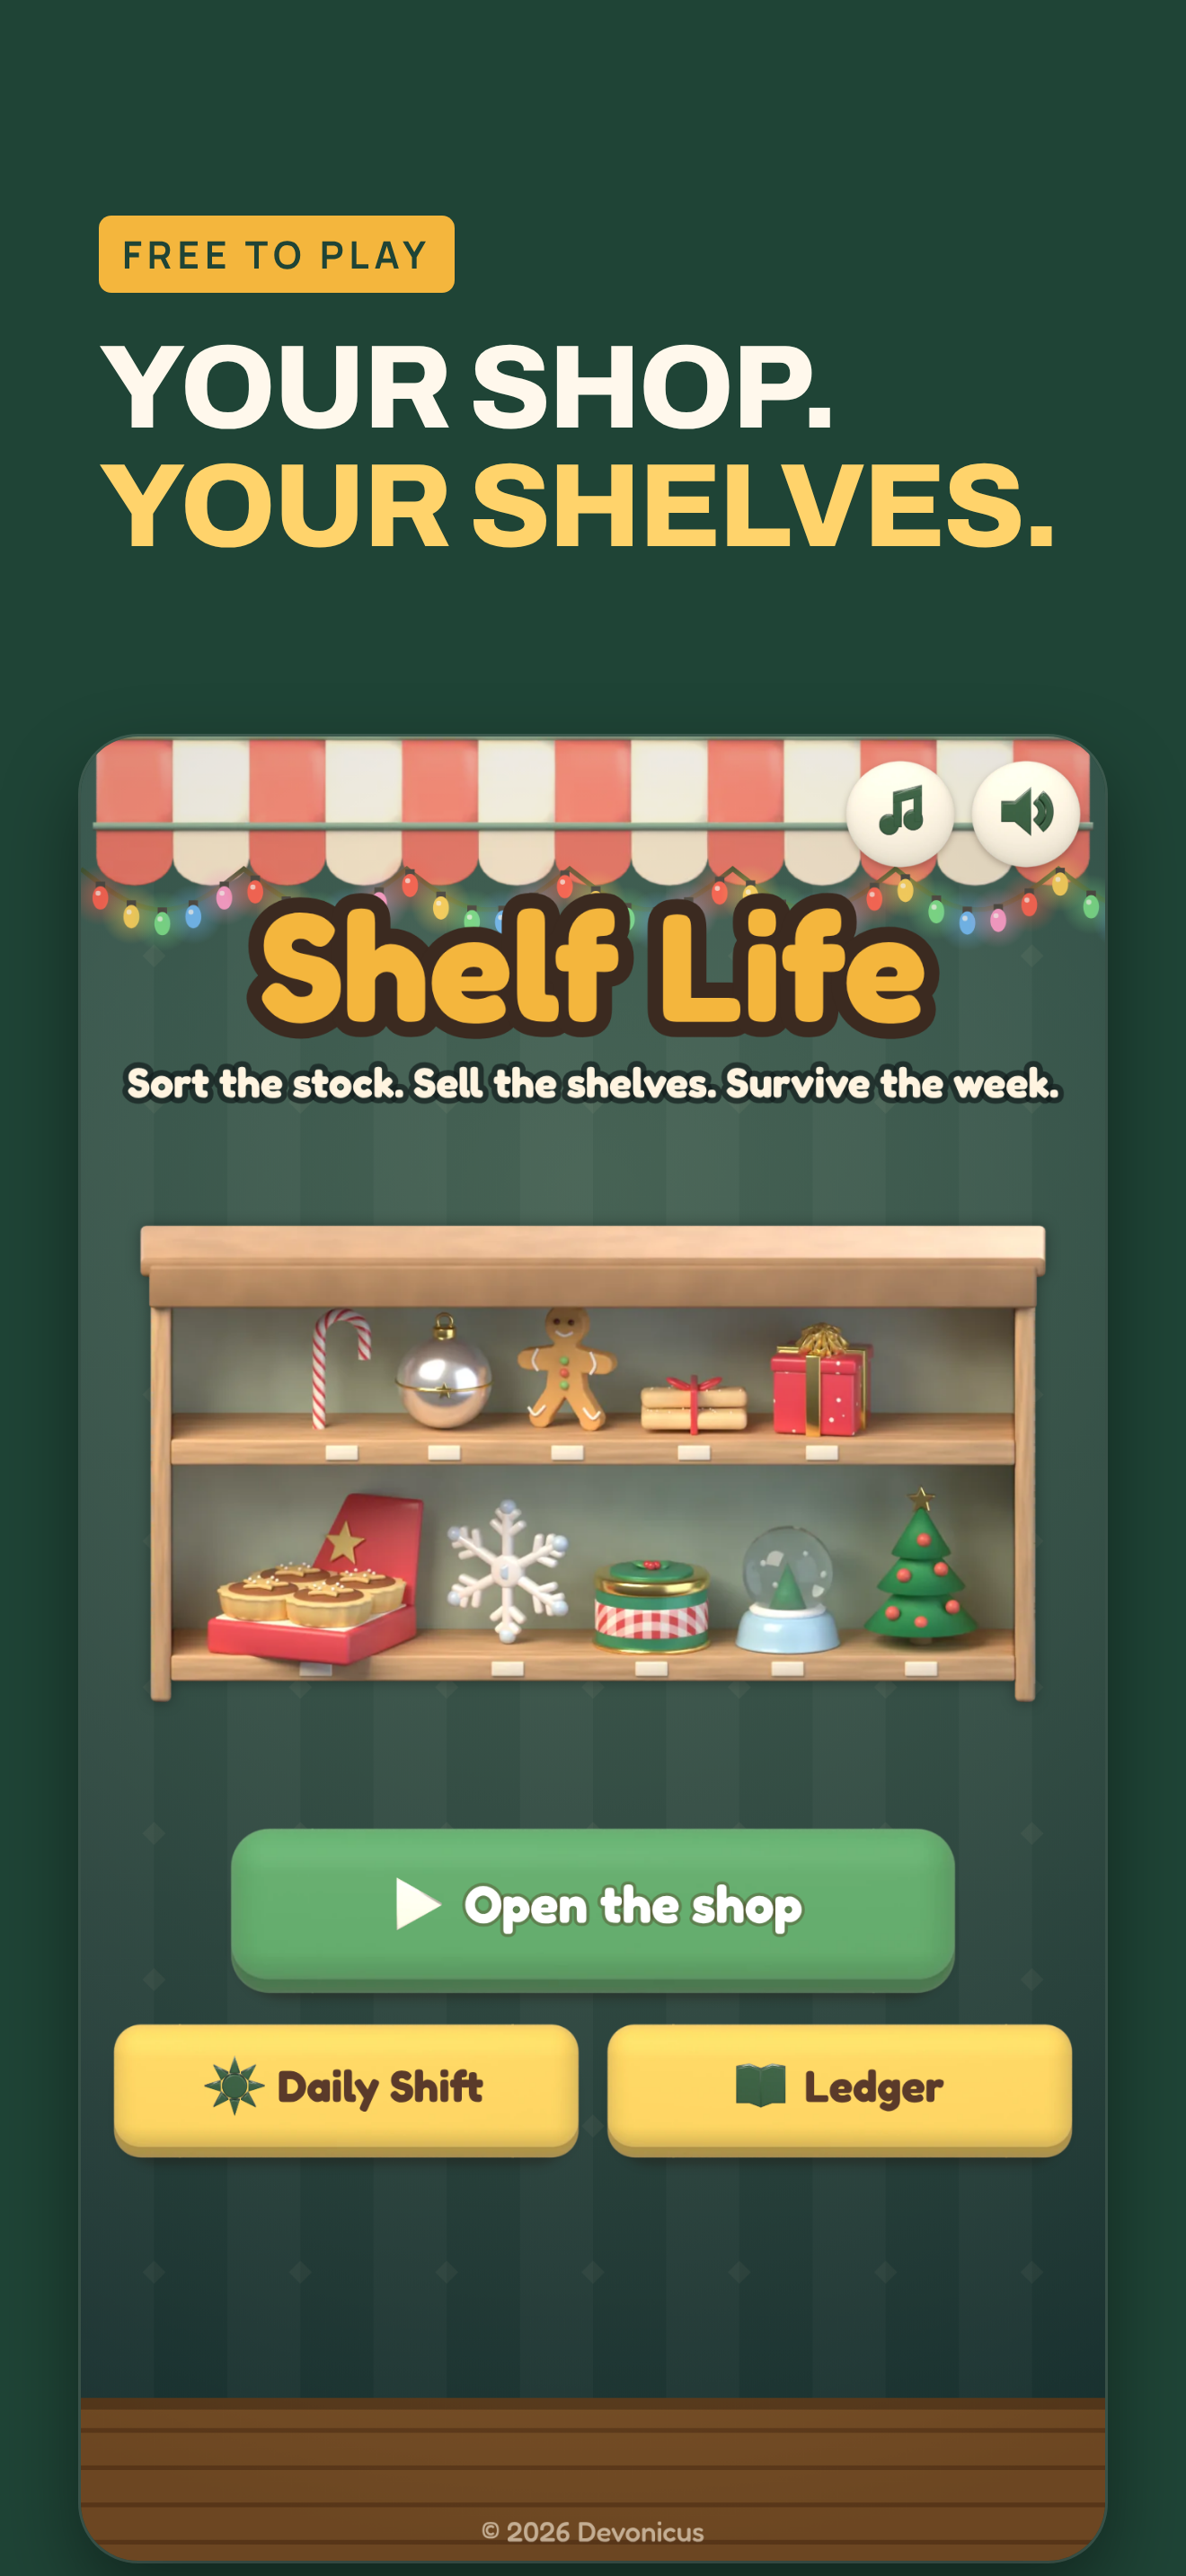 FREE TO PLAY
YOUR SHOP.
YOUR SHELVES.
Shelf Life
Sort the stock. Sell the shelves. Survive the week.
Open the shop
Daily Shift
Ledger
© 2026 Devonicus